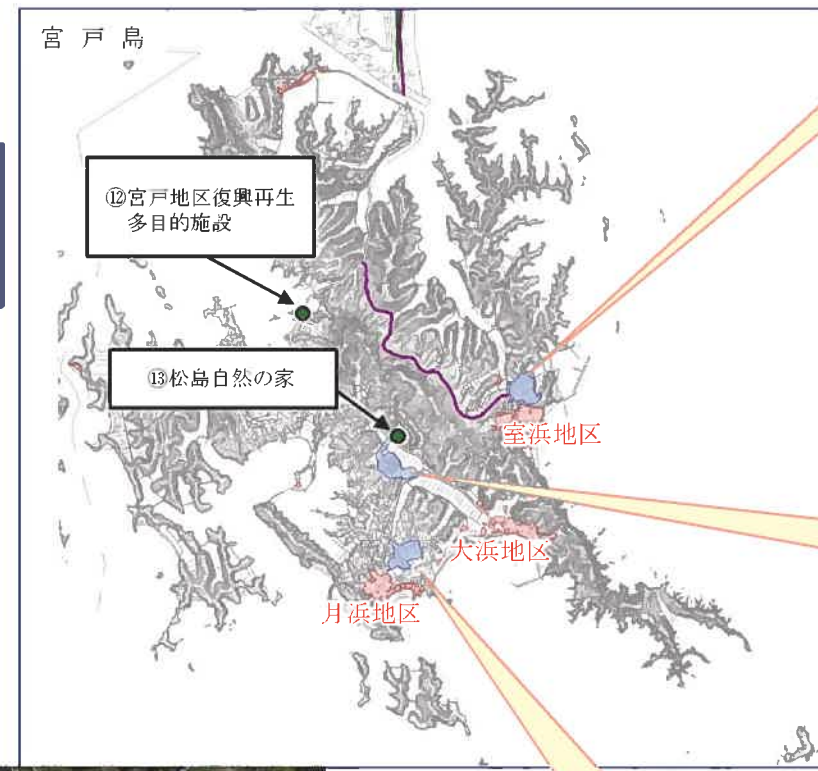 宮戸島
⑫宮戸地区復興再生
多目的施設
⑬松島自然の家
室浜地区
大浜地区
月浜地区